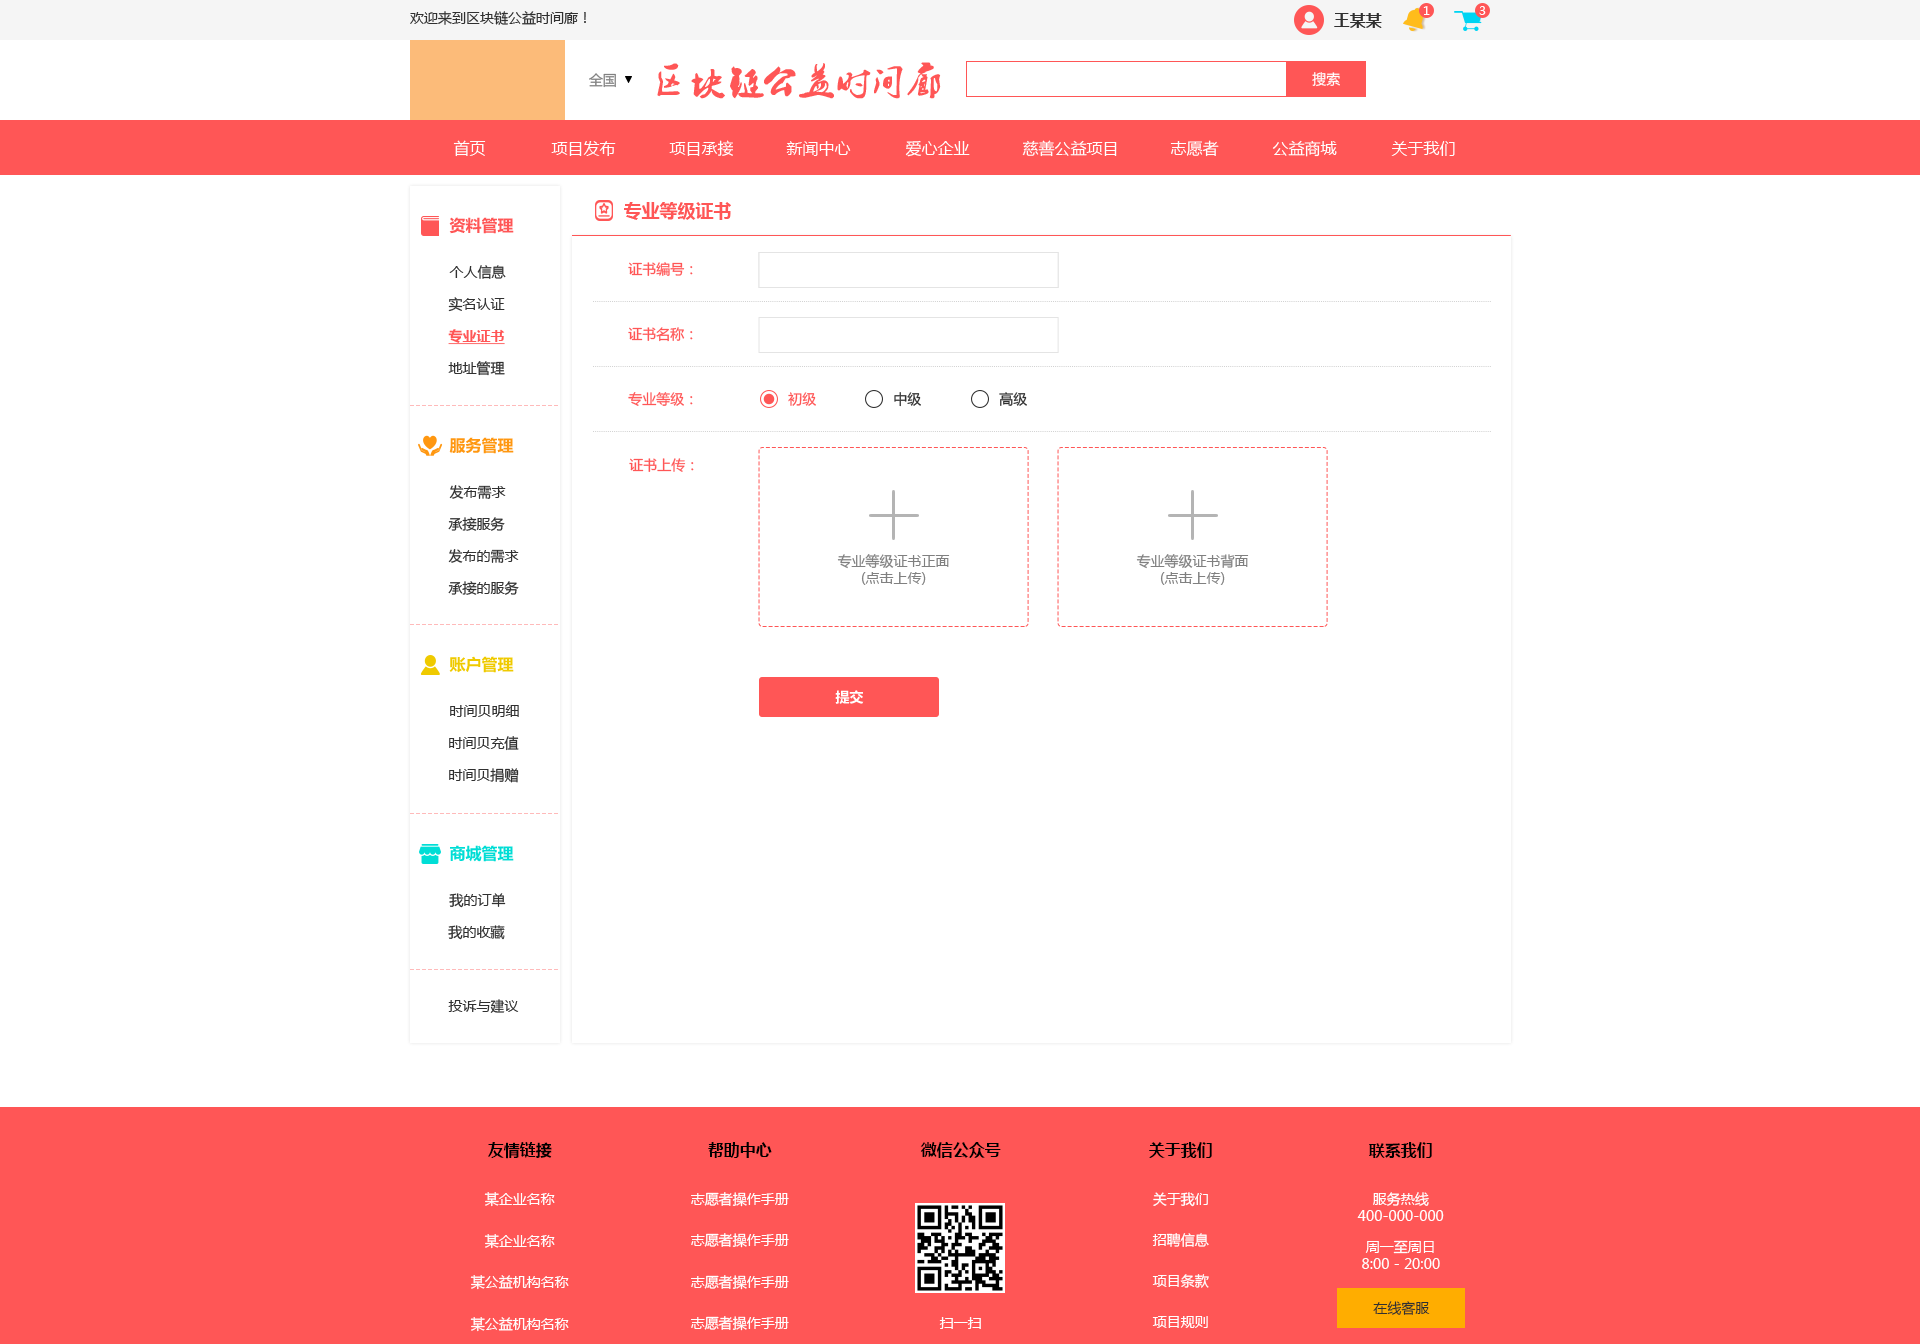 欢迎来到区块链公益时间廊！
王某某
1
3
全国 ▼
区块链公益时间廊
搜索
首页
项目发布
项目承接
新闻中心
爱心企业
慈善公益项目
志愿者
公益商城
关于我们
资料管理
个人信息
实名认证
专业证书
地址管理
服务管理
发布需求
承接服务
发布的需求
承接的服务
账户管理
时间贝明细
时间贝充值
时间贝捐赠
商城管理
我的订单
我的收藏
投诉与建议
专业等级证书
证书编号：
证书名称：
专业等级：
初级
中级
高级
证书上传：
专业等级证书正面
(点击上传)
专业等级证书背面
(点击上传)
提交
友情链接
某企业名称
某企业名称
某公益机构名称
某公益机构名称
帮助中心
志愿者操作手册
志愿者操作手册
志愿者操作手册
志愿者操作手册
微信公众号
扫一扫
关于我们
关于我们
招聘信息
项目条款
项目规则
联系我们
服务热线
400-000-000
周一至周日
8:00 - 20:00
在线客服